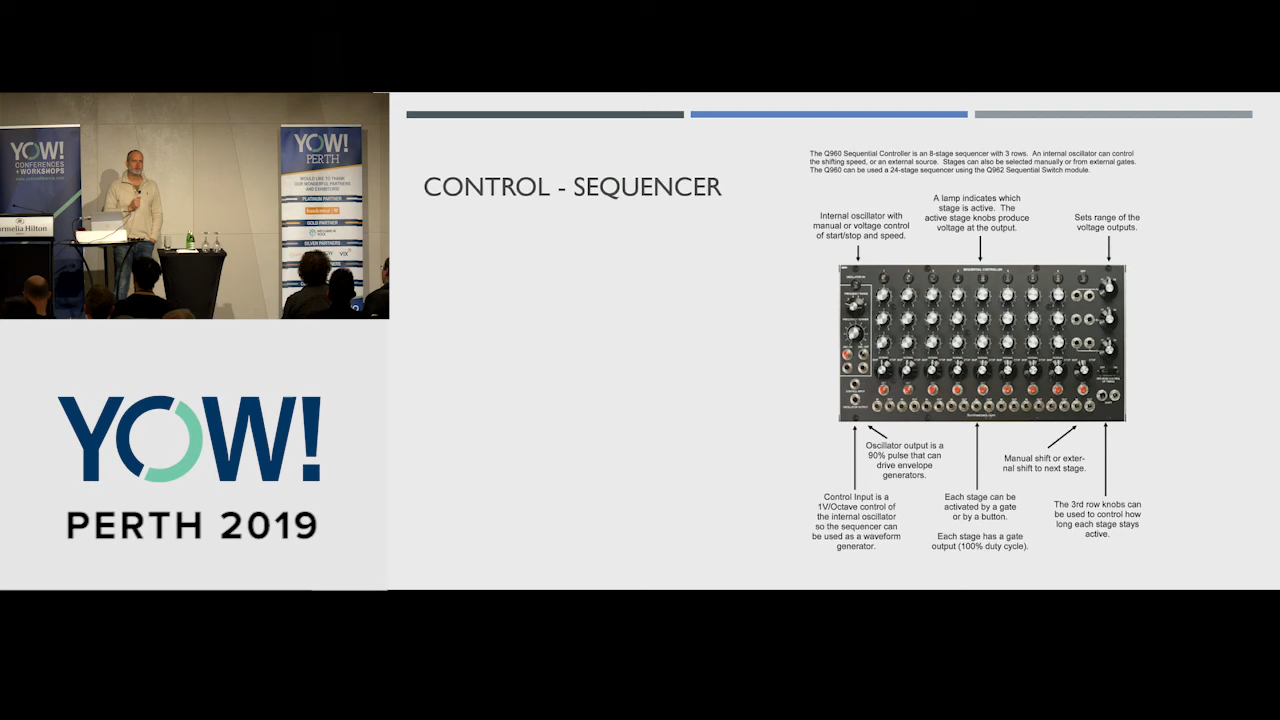 YOW!
CONFERENCES
+WORKSHOPS
rmelia Hilton
YOW!
PERTH
WOULD LIKE TO THANK
OUR WONDERFUL PARTNERS
AND EXHIBITORS!
PLATINUM PARTNER
GOLD PARTNER
SILVER PARTNERS
VIX
YOW!
PERTH 2019
CONTROL - SEQUENCER
The Q960 Sequential Controller is an 8-stage sequencer with 3 rows. An internal oscillator can control
the shifting speed, or an external source. Stages can also be selected manually or from external gates.
The Q960 can be used a 24-stage sequencer using the Q962 Sequential Switch module.
Internal oscillator with
manual or voltage control
of start/stop and speed.
A lamp indicates which
stage is active. The
active stage knobs produce
voltage at the output.
Sets range of the
voltage outputs.
SEQUENTIAL CONTROLLER
OSCILLATOR OUTPUT
Synthesizers.com
Oscillator output is a
90% pulse that can
drive envelope
generators.
Manual shift or exter-
nal shift to next stage.
Control Input is a
1V/Octave control of
the internal oscillator
so the sequencer can
be used as a waveform
generator.
Each stage can be
activated by a gate
or by a button.
Each stage has a gate
output (100% duty cycle).
The 3rd row knobs can
be used to control how
long each stage stays
active.